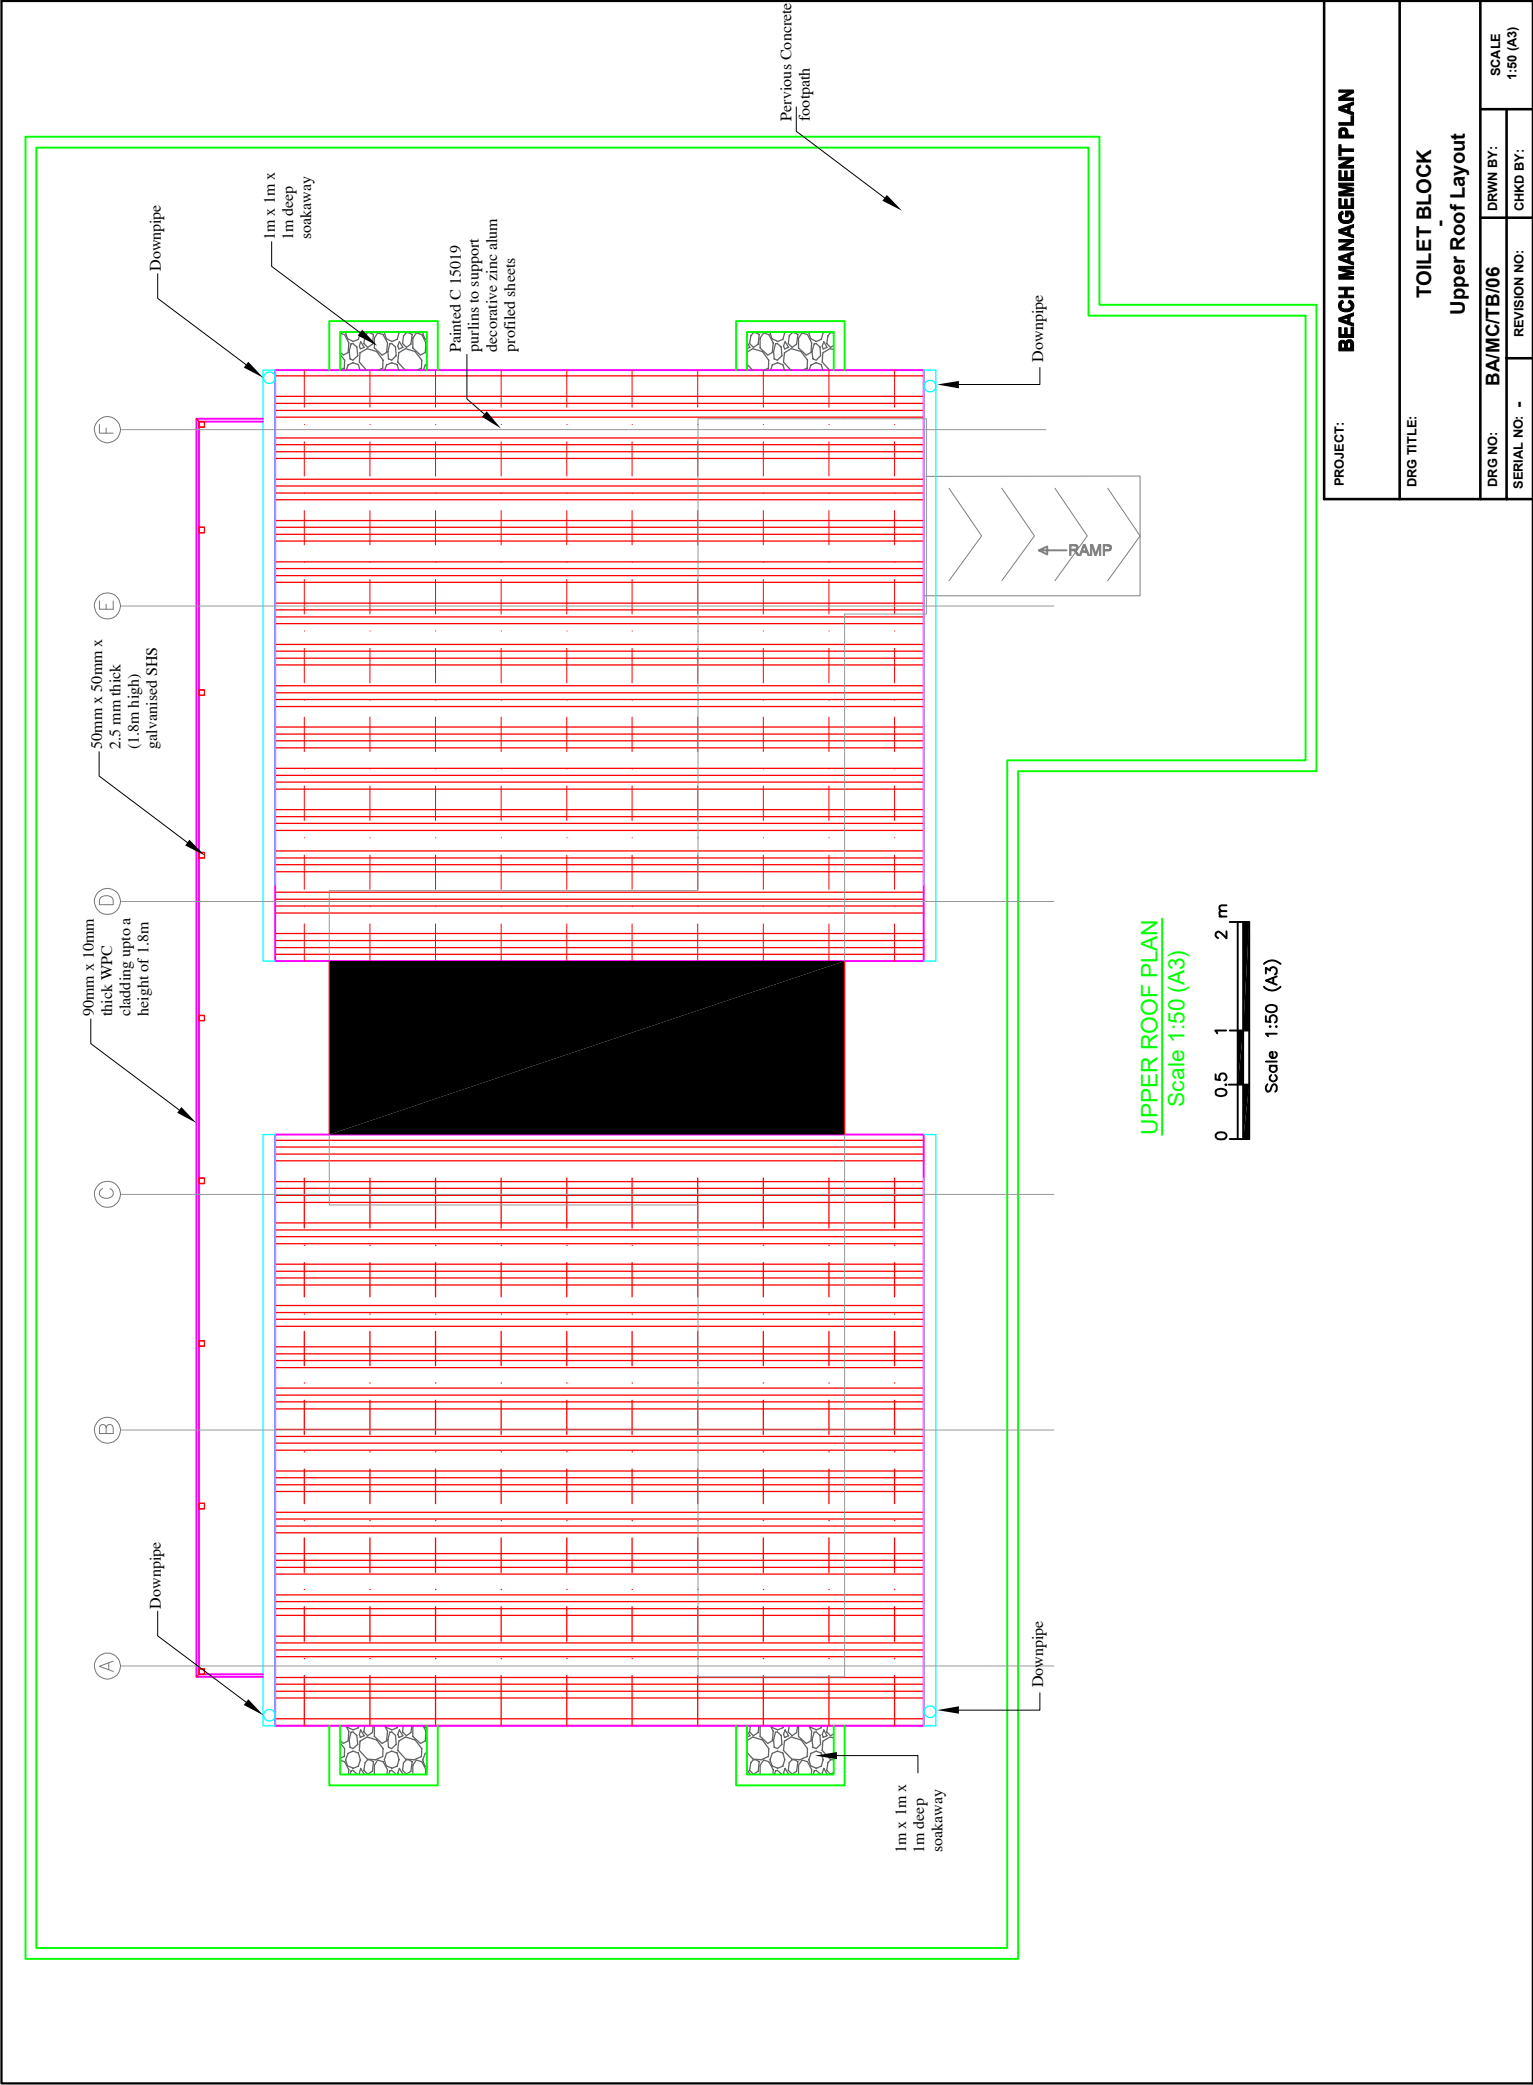 A
B
C
D
E
F
Downpipe
90mm x 10mm
thick WPC
cladding upto a
height of 1.8m
50mm x 50mm x
2.5 mm thick
(1.8m high)
galvanised SHS
Downpipe
1m x 1m x
1m deep
soakaway
Painted C 15019
purlins to support
decorative zinc alum
profiled sheets
Pervious Concrete
footpath
1m x 1m x
1m deep
soakaway
Downpipe
Downpipe
RAMP
UPPER ROOF PLAN
Scale 1:50 (A3)
0 0.5 1 2 m
Scale 1:50 (A3)
PROJECT:
BEACH MANAGEMENT PLAN
DRG TITLE:
TOILET BLOCK
-
Upper Roof Layout
DRG NO: BA/MC/TB/06
DRWN BY:
SCALE
1:50 (A3)
SERIAL NO: -
REVISION NO:
CHKD BY: